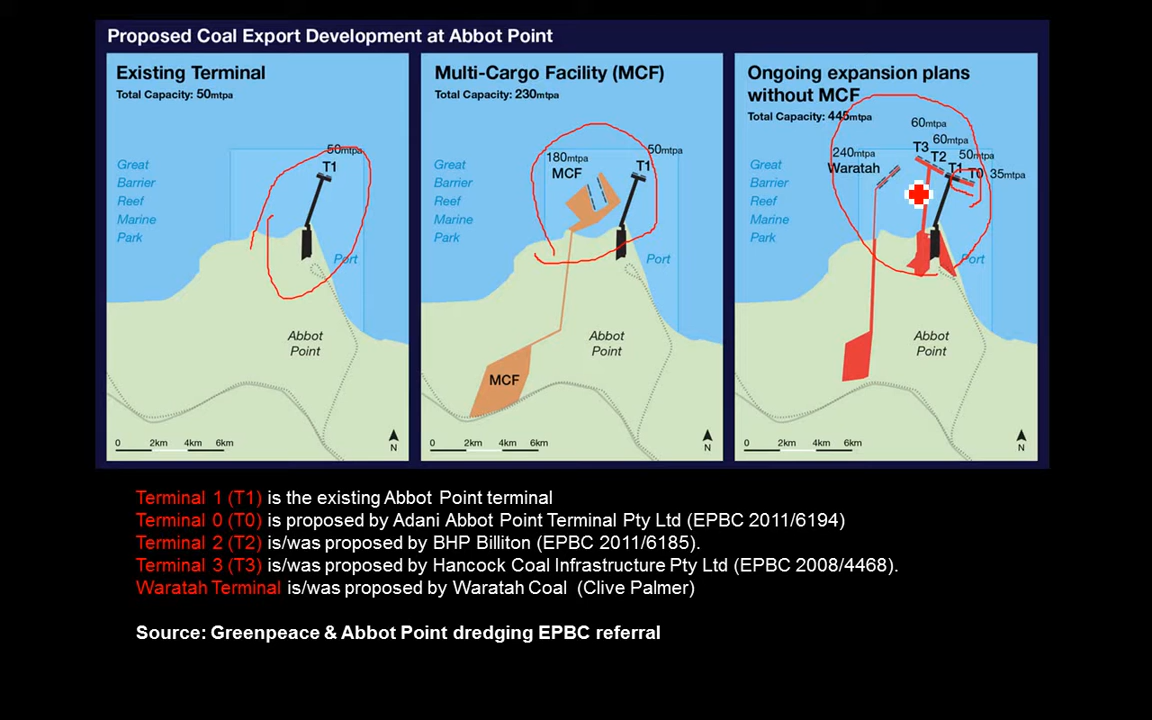 Proposed Coal Export Development at Abbot Point
Existing Terminal
Total Capacity: 50mtpa
50mtpa
T1
Great
Barrier
Reef
Marine
Park
Port
Abbot
Point
0 2km 4km 6km
N
Multi-Cargo Facility (MCF)
Total Capacity: 230mtpa
180mtpa
MCF
50mtpa
T1
Great
Barrier
Reef
Marine
Park
Port
Abbot
Point
MCF
0 2km 4km 6km
N
Ongoing expansion plans
without MCF
Total Capacity: 445mtpa
60mtpa
T3
60mtpa
T2
240mtpa
Waratah
50mtpa
T1
T0 35mtpa
Great
Barrier
Reef
Marine
Park
Port
Abbot
Point
0 2km 4km 6km
N
Terminal 1 (T1) is the existing Abbot Point terminal
Terminal 0 (T0) is proposed by Adani Abbot Point Terminal Pty Ltd (EPBC 2011/6194)
Terminal 2 (T2) is/was proposed by BHP Billiton (EPBC 2011/6185).
Terminal 3 (T3) is/was proposed by Hancock Coal Infrastructure Pty Ltd (EPBC 2008/4468).
Waratah Terminal is/was proposed by Waratah Coal (Clive Palmer)
Source: Greenpeace & Abbot Point dredging EPBC referral